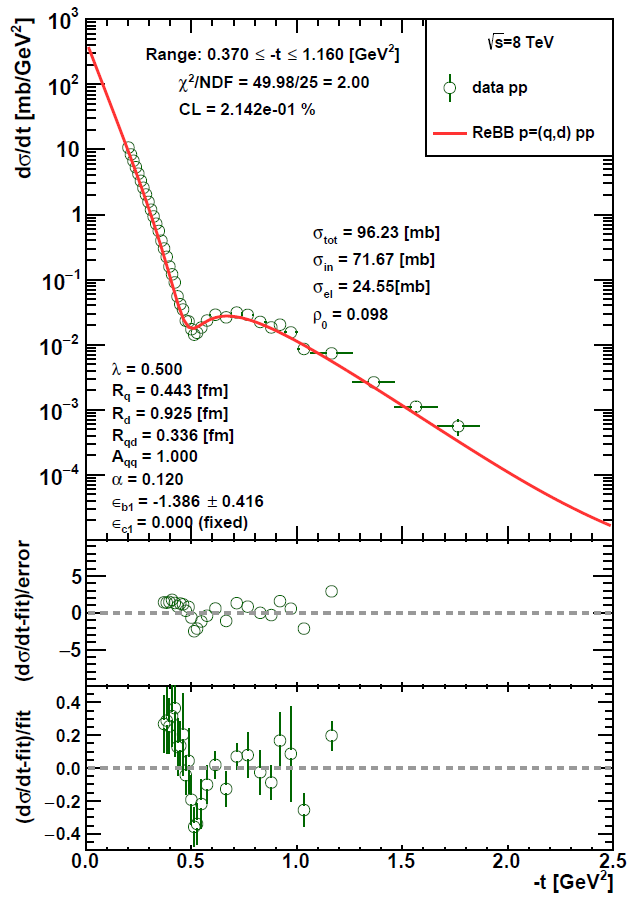 10³
10²
10
1
10⁻¹
10⁻²
10⁻³
10⁻⁴
dσ/dt [mb/GeV²]
Range: 0.370 ≤ -t ≤ 1.160 [GeV²]
χ²/NDF = 49.98/25 = 2.00
CL = 2.142e-01 %
√s=8 TeV
data pp
ReBB p=(q,d) pp
σtot = 96.23 [mb]
σin = 71.67 [mb]
σel = 24.55[mb]
ρ0 = 0.098
λ = 0.500
Rq = 0.443 [fm]
Rd = 0.925 [fm]
Rqd = 0.336 [fm]
Aqq = 1.000
α = 0.120
εb1 = -1.386 ± 0.416
εc1 = 0.000 (fixed)
(dσ/dt-fit)/error
5
0
−5
(dσ/dt-fit)/fit
0.4
0.2
0.0
−0.2
−0.4
0.0 0.5 1.0 1.5 2.0 2.5
-t [GeV²]